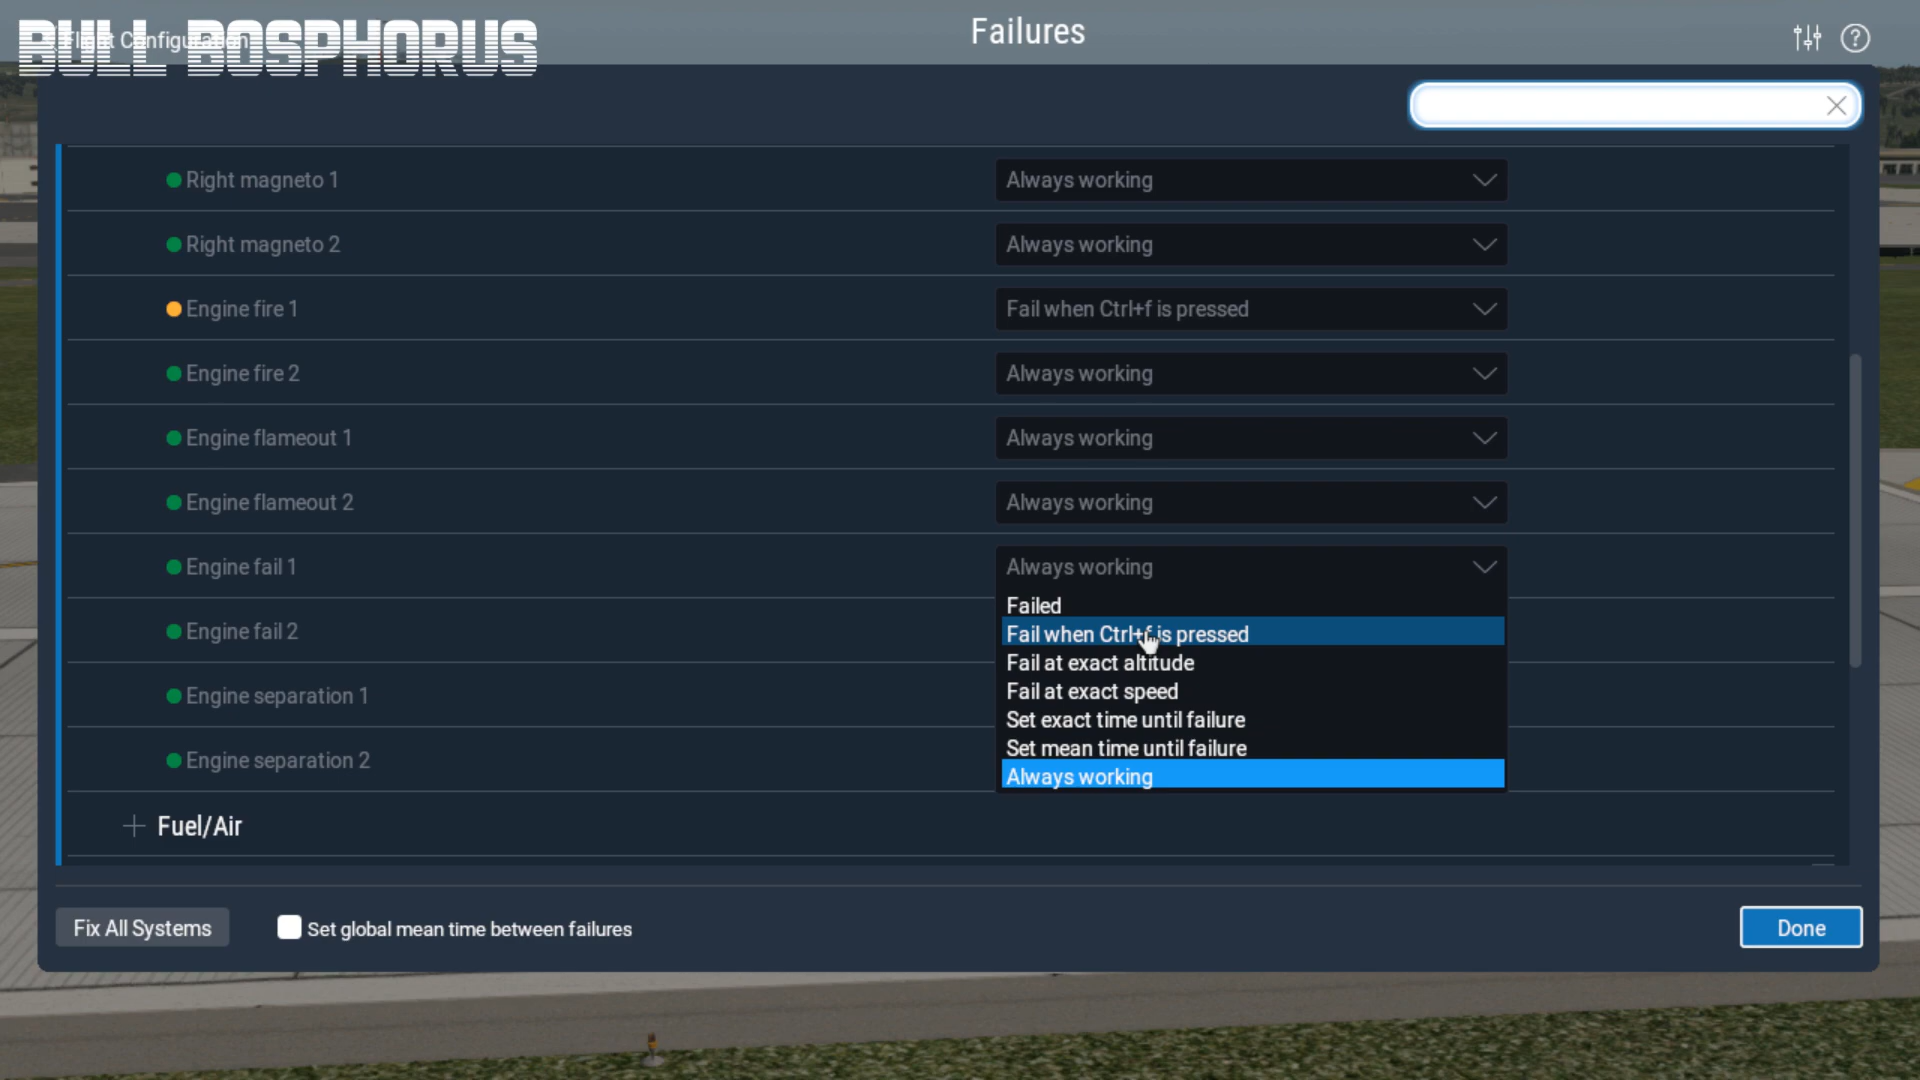 BULL BOSPHORUS
Flight Configuration
Failures
Right magneto 1
Always working
Right magneto 2
Always working
Engine fire 1
Fail when Ctrl+f is pressed
Engine fire 2
Always working
Engine flameout 1
Always working
Engine flameout 2
Always working
Engine fail 1
Always working
Failed
Engine fail 2
Fail when Ctrl+f is pressed
Fail at exact altitude
Engine separation 1
Fail at exact speed
Set exact time until failure
Engine separation 2
Set mean time until failure
Always working
Fuel/Air
Fix All Systems
Set global mean time between failures
Done